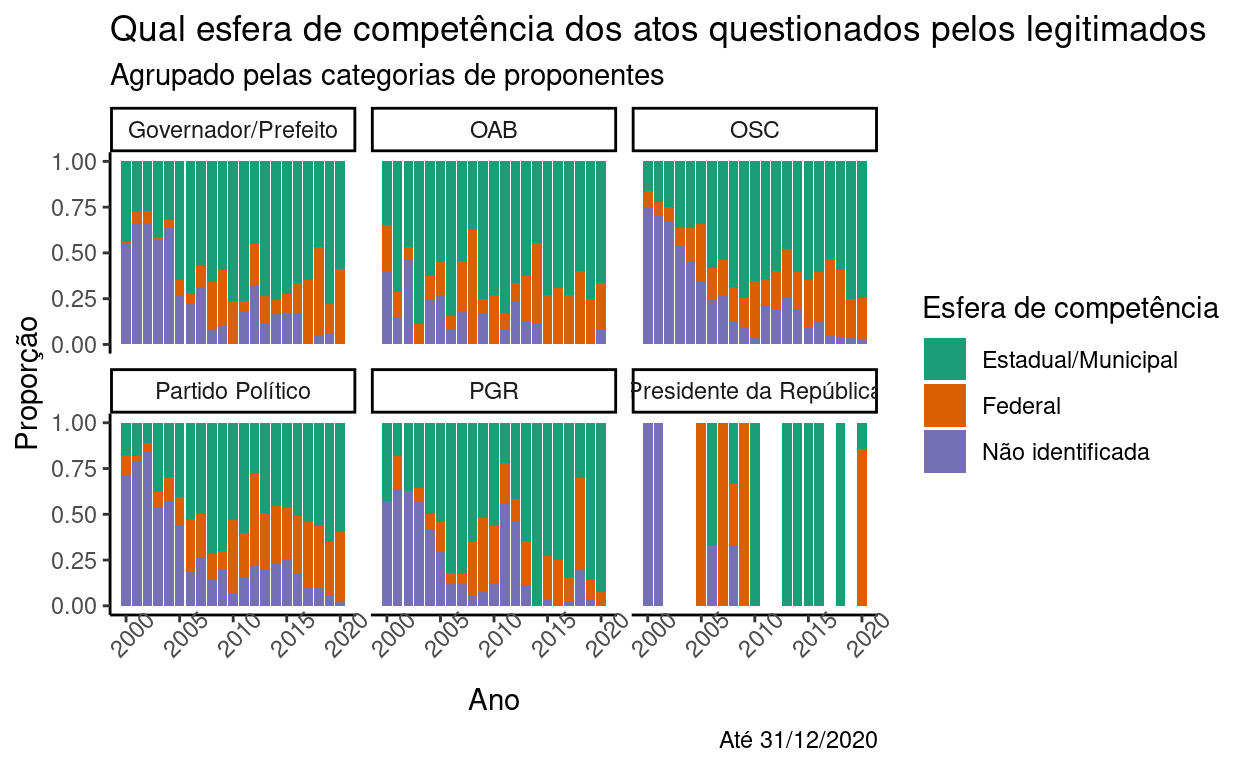 Qual esfera de competência dos atos questionados pelos legitimados
Agrupado pelas categorias de proponentes
Governador/Prefeito OAB OSC
1.00
0.75
0.50
0.25
0.00
Partido Político PGR Presidente da República
1.00
0.75
0.50
0.25
0.00
2000 2005 2010 2015 2020 2000 2005 2010 2015 2020 2000 2005 2010 2015 2020
Proporção
Ano
Esfera de competência
Estadual/Municipal
Federal
Não identificada
Até 31/12/2020